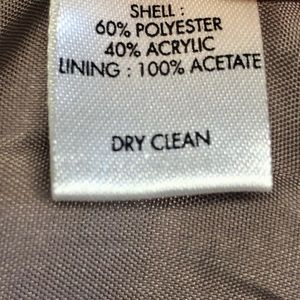 SHELL :
60% POLYESTER
40% ACRYLIC
LINING : 100% ACETATE
DRY CLEAN